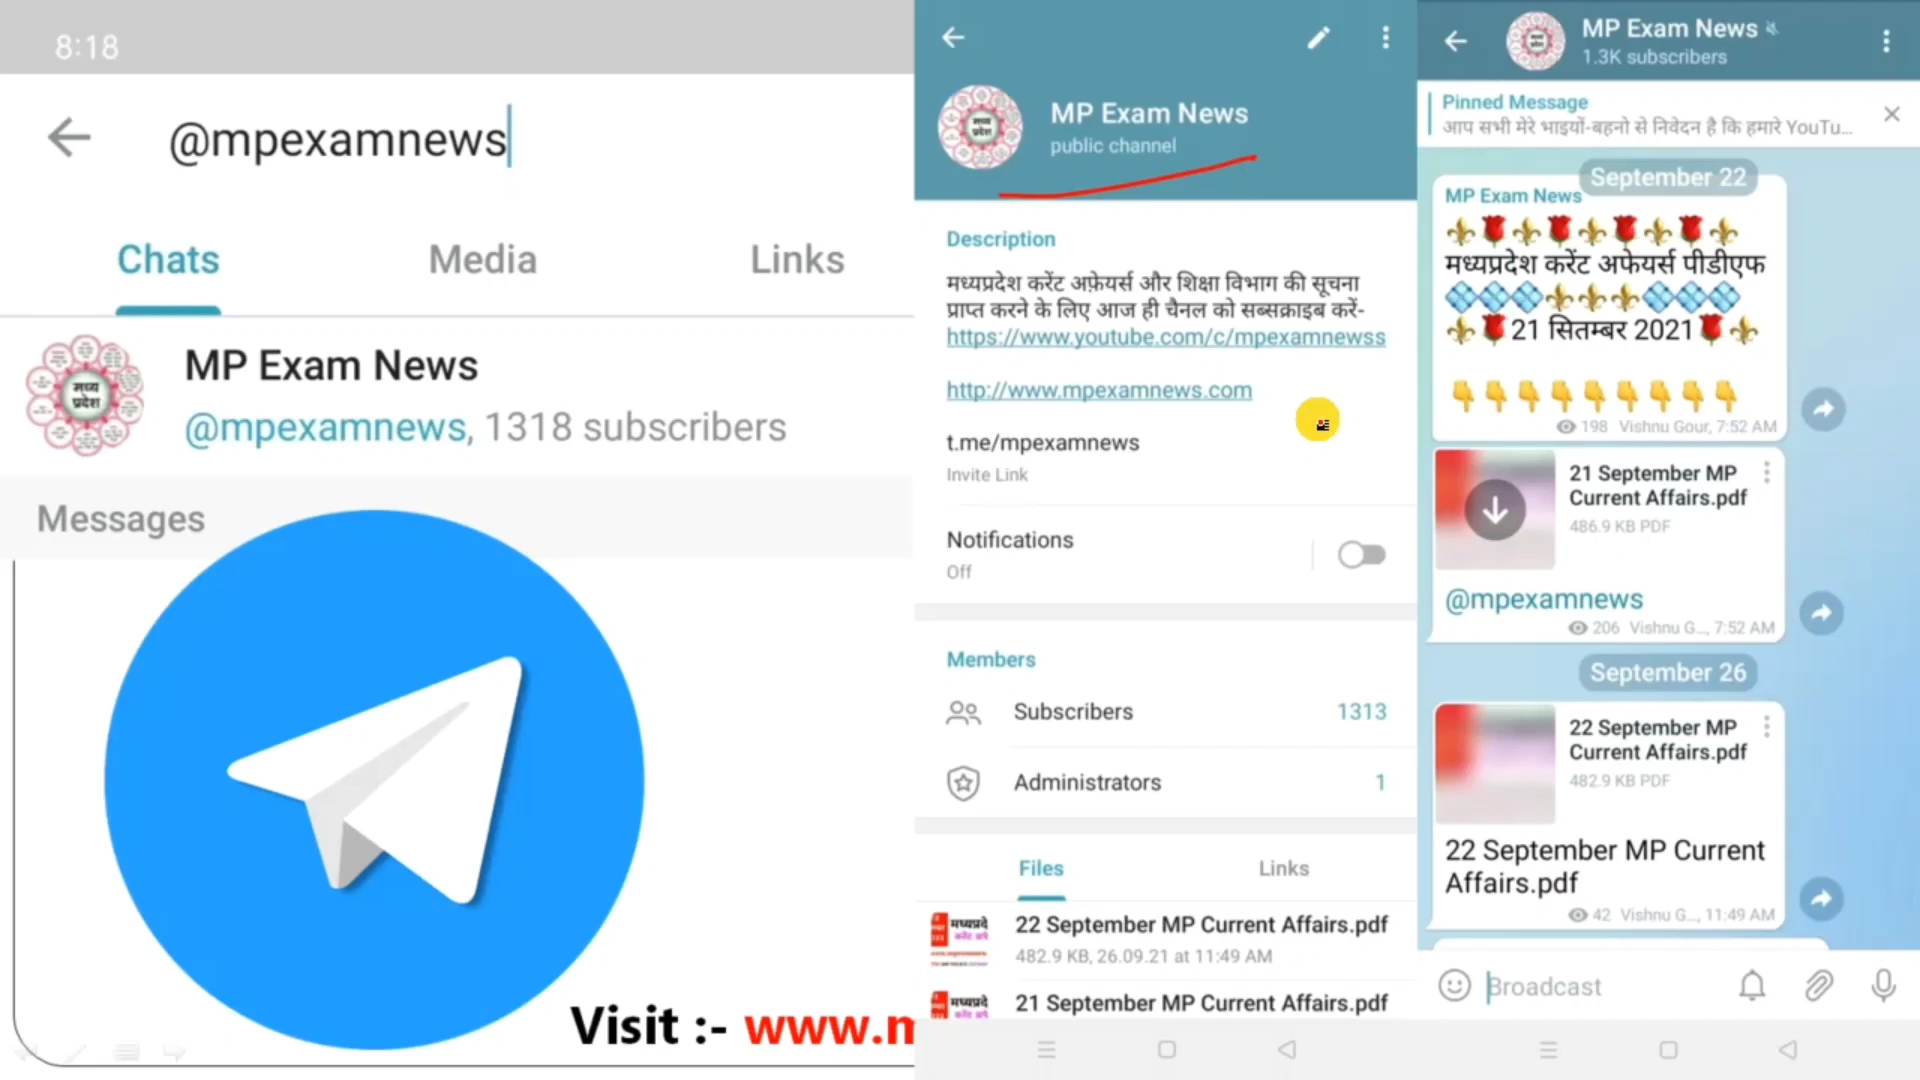 8:18
@mpexamnews
Chats
Media
Links
मध्य
प्रदेश
MP Exam News
@mpexamnews, 1318 subscribers
Messages
Visit :- www.m
मध्य
प्रदेश
MP Exam News
public channel
Description
मध्यप्रदेश करेंट अफ़ेयर्स और शिक्षा विभाग की सूचना
प्राप्त करने के लिए आज ही चैनल को सब्सक्राइब करें-
https://www.youtube.com/c/mpexamnewss
http://www.mpexamnews.com
t.me/mpexamnews
Invite Link
Notifications
Off
Members
Subscribers
1313
Administrators
1
Files
Links
22 September MP Current Affairs.pdf
482.9 KB, 26.09.21 at 11:49 AM
21 September MP Current Affairs.pdf
MP Exam News
1.3K subscribers
Pinned Message
आप सभी मेरे भाइयों-बहनो से निवेदन है कि हमारे YouTu...
September 22
MP Exam News
मध्यप्रदेश करेंट अफेयर्स पीडीएफ
21 सितम्बर 2021
198 Vishnu Gour, 7:52 AM
21 September MP
Current Affairs.pdf
486.9 KB PDF
@mpexamnews
206 Vishnu G..., 7:52 AM
September 26
22 September MP
Current Affairs.pdf
482.9 KB PDF
22 September MP Current
Affairs.pdf
42 Vishnu G..., 11:49 AM
Broadcast